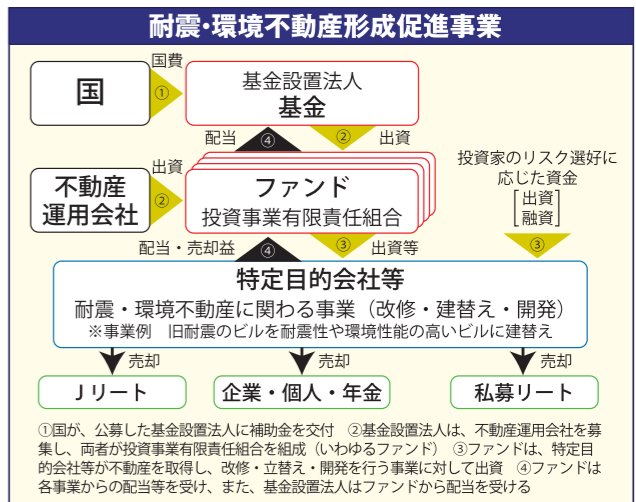 耐震・環境不動産形成促進事業
国
国費
①
基金設置法人
基金
配当
④
②
出資
不動産
運用会社
出資
②
ファンド
投資事業有限責任組合
投資家のリスク選好に
応じた資金
[出資
融資]
③
配当・売却益
④
③
出資等
特定目的会社等
耐震・環境不動産に関わる事業（改修・建替え・開発）
※事業例　旧耐震のビルを耐震性や環境性能の高いビルに建替え
売却
売却
売却
Jリート
企業・個人・年金
私募リート
①国が、公募した基金設置法人に補助金を交付　②基金設置法人は、不動産運用会社を募
集し、両者が投資事業有限責任組合を組成（いわゆるファンド）　③ファンドは、特定目
的会社等が不動産を取得し、改修・立替え・開発を行う事業に対して出資　④ファンドは
各事業からの配当等を受け、また、基金設置法人はファンドから配当を受ける